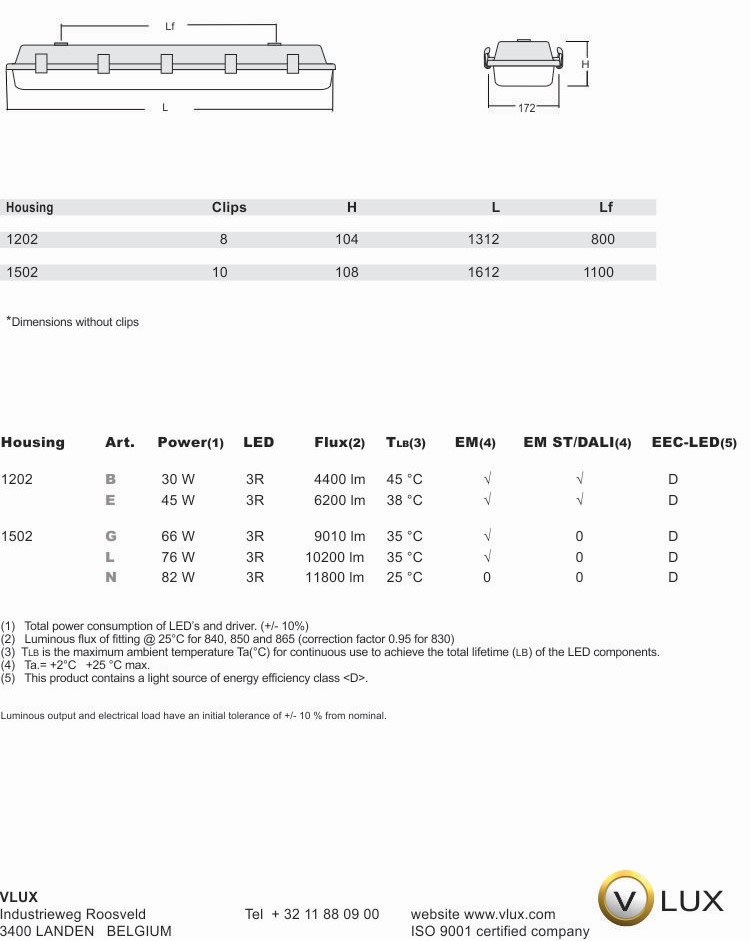 Lf
H
L
172
Housing Clips H L Lf
1202 8 104 1312 800
1502 10 108 1612 1100
*Dimensions without clips
Housing Art. Power(1) LED Flux(2) TLB(3) EM(4) EM ST/DALI(4) EEC-LED(5)
1202 B 30 W 3R 4400 lm 45 °C √ √ D
E 45 W 3R 6200 lm 38 °C √ √ D
1502 G 66 W 3R 9010 lm 35 °C √ 0 D
L 76 W 3R 10200 lm 35 °C √ 0 D
N 82 W 3R 11800 lm 25 °C 0 0 D
(1) Total power consumption of LED's and driver. (+/- 10%)
(2) Luminous flux of fitting @ 25°C for 840, 850 and 865 (correction factor 0.95 for 830)
(3) TLB is the maximum ambient temperature Ta(°C) for continuous use to achieve the total lifetime (LB) of the LED components.
(4) Ta.= +2°C +25 °C max.
(5) This product contains a light source of energy efficiency class <D>.
Luminous output and electrical load have an initial tolerance of +/- 10 % from nominal.
VLUX
Industrieweg Roosveld Tel + 32 11 88 09 00 website www.vlux.com
3400 LANDEN BELGIUM ISO 9001 certified company
V LUX